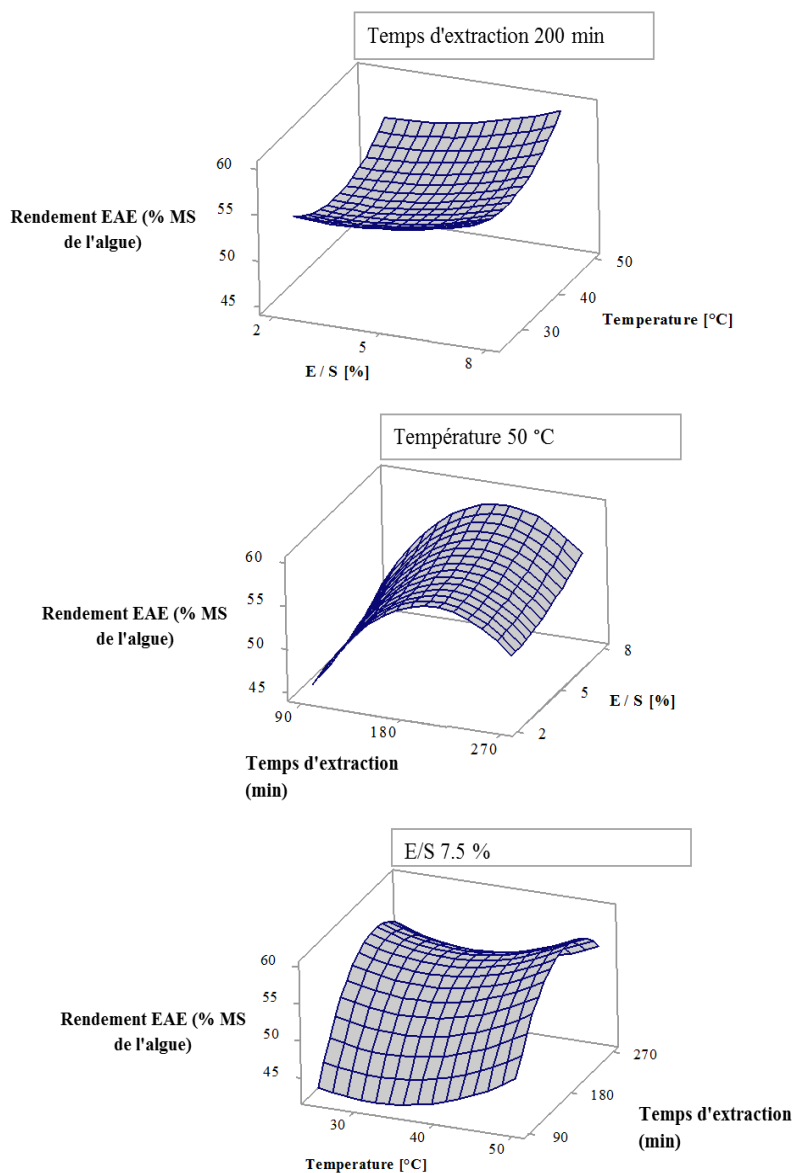 Temps d'extraction 200 min
60
55
50
45
Rendement EAE (% MS
de l'algue)
2
5
8
E / S [%]
30
40
50
Temperature [°C]
Température 50 °C
60
55
50
45
Rendement EAE (% MS
de l'algue)
90
180
270
Temps d'extraction
(min)
2
5
8
E / S [%]
E/S 7.5 %
60
55
50
45
Rendement EAE (% MS
de l'algue)
30
40
50
Temperature [°C]
90
180
270
Temps d'extraction
(min)